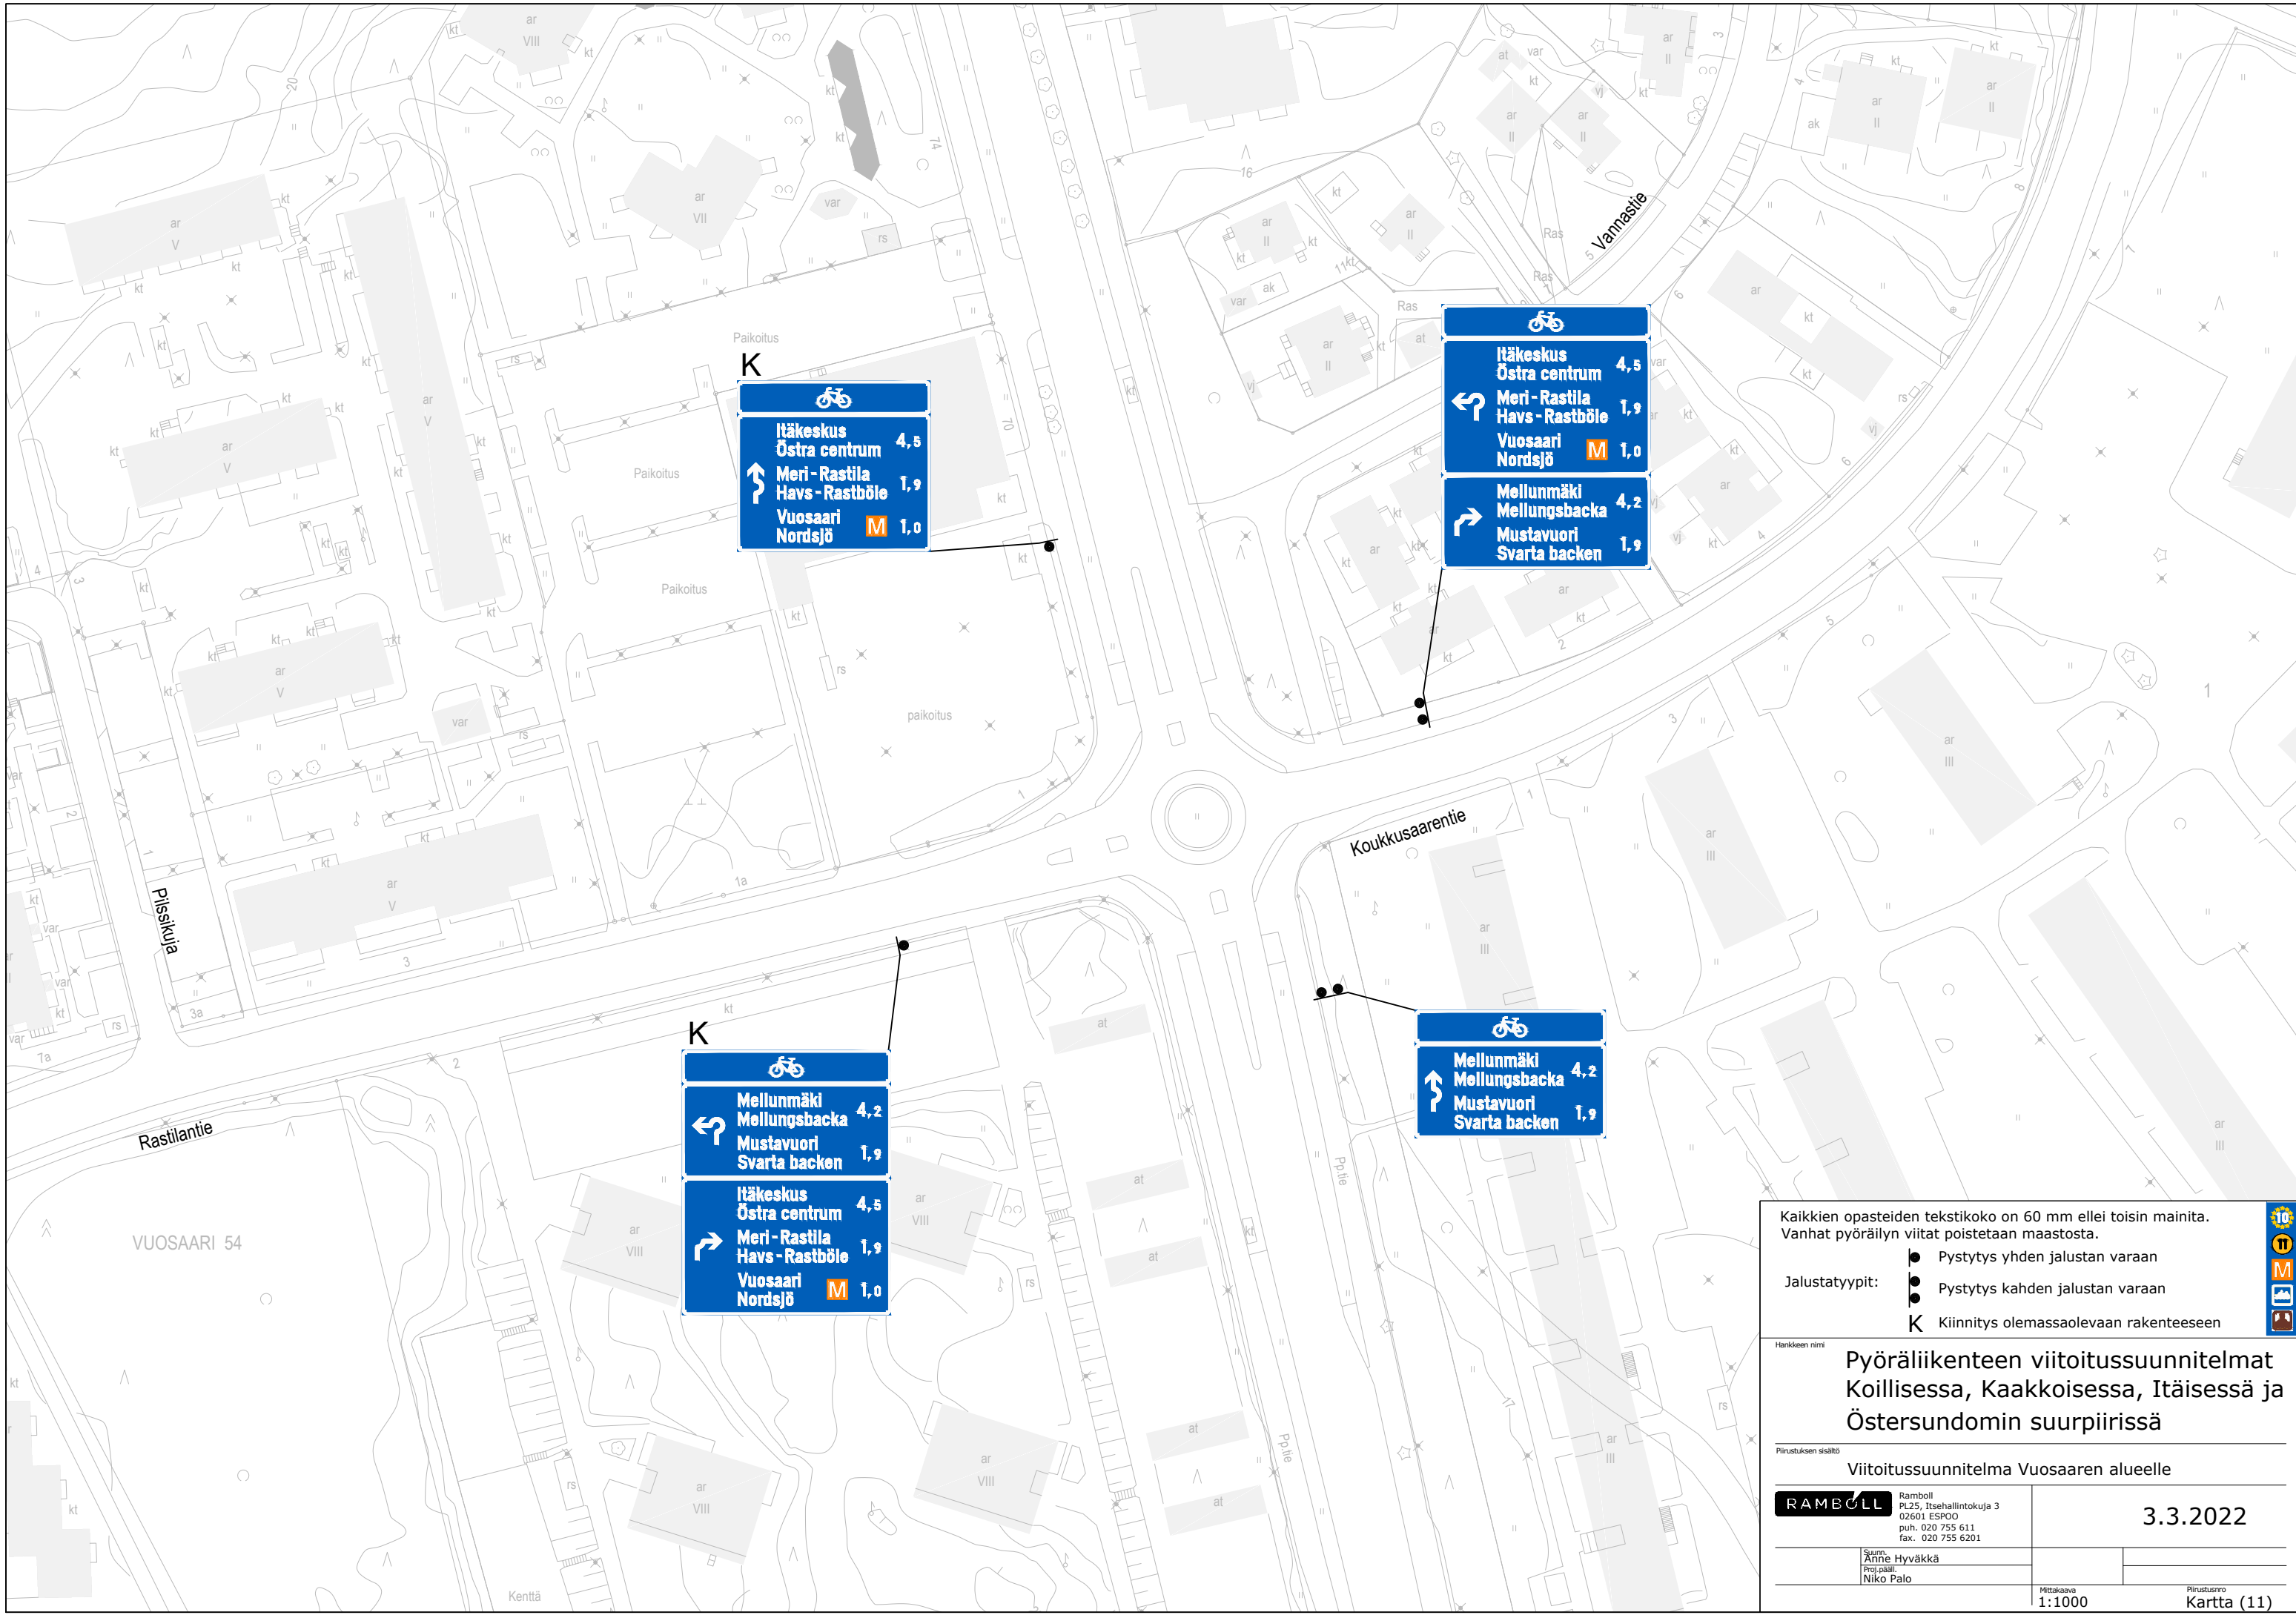 K
Itäkeskus
Östra centrum 4,5
Meri-Rastila
Havs-Rastböle 1,9
Vuosaari
Nordsjö M 1,0
Itäkeskus
Östra centrum 4,5
Meri-Rastila
Havs-Rastböle 1,9
Vuosaari
Nordsjö M 1,0
Mellunmäki
Mellungsbacka 4,2
Mustavuori
Svarta backen 1,9
K
Mellunmäki
Mellungsbacka 4,2
Mustavuori
Svarta backen 1,9
Itäkeskus
Östra centrum 4,5
Meri-Rastila
Havs-Rastböle 1,9
Vuosaari
Nordsjö M 1,0
Mellunmäki
Mellungsbacka 4,2
Mustavuori
Svarta backen 1,9
Vannastie
Koukkusaarentie
Pilssikuja
Rastilantie
VUOSAARI 54
Paikoitus
Paikoitus
Paikoitus
paikoitus
Kenttä
Pp.tie
Pp.tie
Kaikkien opasteiden tekstikoko on 60 mm ellei toisin mainita.
Vanhat pyöräilyn viitat poistetaan maastosta.
Jalustatyypit:
Pystytys yhden jalustan varaan
Pystytys kahden jalustan varaan
K Kiinnitys olemassaolevaan rakenteeseen
10
M
Hankkeen nimi
Pyöräliikenteen viitoitussuunnitelmat
Koillisessa, Kaakkoisessa, Itäisessä ja
Östersundomin suurpiirissä
Piirustuksen sisältö
Viitoitussuunnitelma Vuosaaren alueelle
RAMBOLL
Ramboll
PL25, Itsehallintokuja 3
02601 ESPOO
puh. 020 755 611
fax. 020 755 6201
3.3.2022
Suunn.
Anne Hyväkkä
Proj.pääll.
Niko Palo
Mittakaava
1:1000
Piirustusnro
Kartta (11)